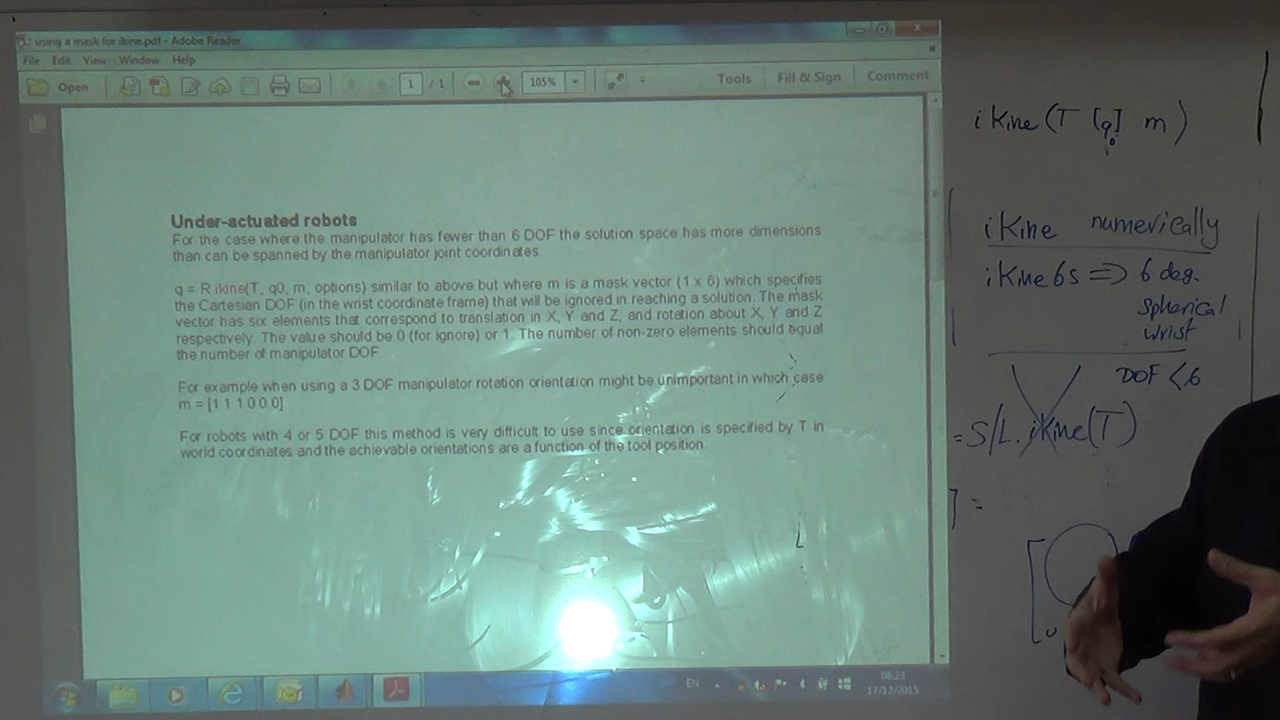 using a mask for ikine.pdf - Adobe Reader
File Edit View Window Help
Open 1 / 1 105% Tools Fill & Sign Comment
Under-actuated robots
For the case where the manipulator has fewer than 6 DOF the solution space has more dimensions
than can be spanned by the manipulator joint coordinates.
q = R.ikine(T, q0, m, options) similar to above but where m is a mask vector (1 x 6) which specifies
the Cartesian DOF (in the wrist coordinate frame) that will be ignored in reaching a solution. The mask
vector has six elements that correspond to translation in X, Y and Z, and rotation about X, Y and Z
respectively. The value should be 0 (for ignore) or 1. The number of non-zero elements should equal
the number of manipulator DOF.
For example when using a 3 DOF manipulator rotation orientation might be unimportant in which case
m = [1 1 1 0 0 0]
For robots with 4 or 5 DOF this method is very difficult to use since orientation is specified by T in
world coordinates and the achievable orientations are a function of the tool position.
EN
08:23
17/12/2015
iKine(T [q0] m)
iKine numerically
iKine6s => 6 deg.
spherical
wrist
DOF <6
=S/L.iKine(T)
] =